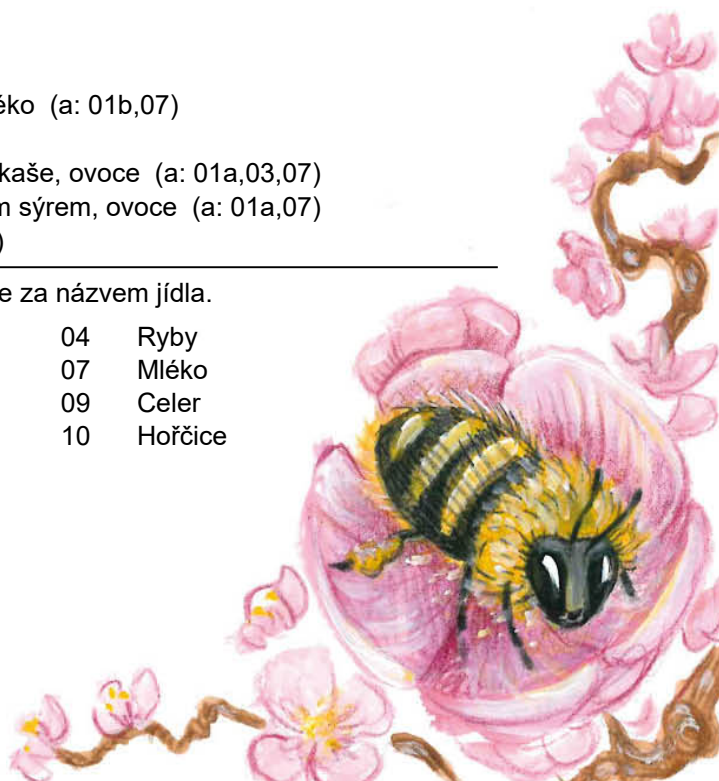 éko (a: 01b,07)
kaše, ovoce (a: 01a,03,07)
m sýrem, ovoce (a: 01a,07)
)
e za názvem jídla.
04 Ryby
07 Mléko
09 Celer
10 Hořčice